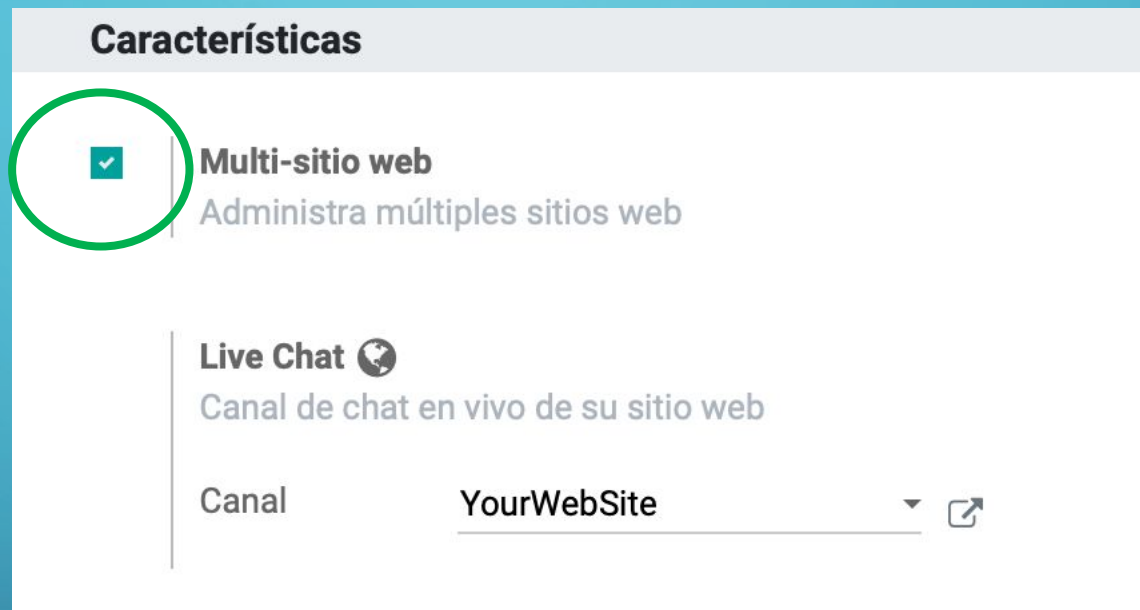 Características
Multi-sitio web
Administra múltiples sitios web
Live Chat
Canal de chat en vivo de su sitio web
Canal YourWebSite